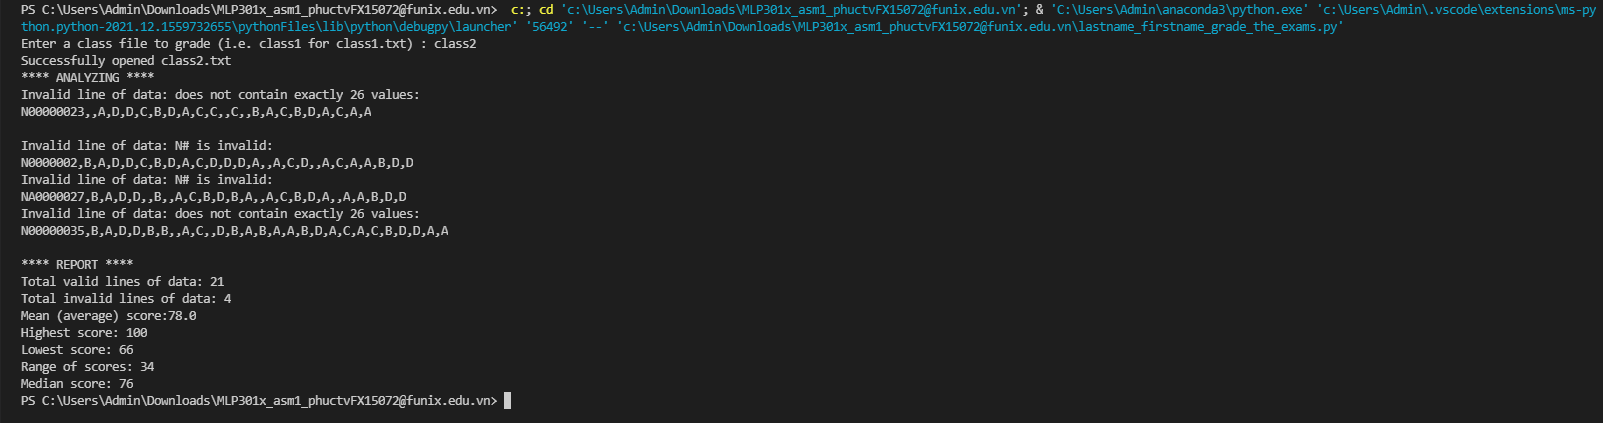 PS C:\Users\Admin\Downloads\MLP301x_asm1_phuctvFX15072@funix.edu.vn>  c:; cd 'c:\Users\Admin\Downloads\MLP301x_asm1_phuctvFX15072@funix.edu.vn'; & 'C:\Users\Admin\anaconda3\python.exe' 'c:\Users\Admin\.vscode\extensions\ms-py
thon.python-2021.12.1559732655\pythonFiles\lib\python\debugpy\launcher' '56492' '--' 'c:\Users\Admin\Downloads\MLP301x_asm1_phuctvFX15072@funix.edu.vn\lastname_firstname_grade_the_exams.py'
Enter a class file to grade (i.e. class1 for class1.txt) : class2
Successfully opened class2.txt
**** ANALYZING ****
Invalid line of data: does not contain exactly 26 values:
N00000023,,A,D,D,C,B,D,A,C,C,,C,,B,A,C,B,D,A,C,A,A
Invalid line of data: N# is invalid:
N0000002,B,A,D,D,C,B,D,A,C,D,D,D,A,,A,C,D,,A,C,A,A,B,D,D
Invalid line of data: N# is invalid:
NA0000027,B,A,D,D,,B,,A,C,B,D,B,A,,A,C,B,D,A,,A,A,B,D,D
Invalid line of data: does not contain exactly 26 values:
N00000035,B,A,D,D,B,B,,A,C,,D,B,A,B,A,A,B,D,A,C,A,C,B,D,D,A,A
**** REPORT ****
Total valid lines of data: 21
Total invalid lines of data: 4
Mean (average) score:78.0
Highest score: 100
Lowest score: 66
Range of scores: 34
Median score: 76
PS C:\Users\Admin\Downloads\MLP301x_asm1_phuctvFX15072@funix.edu.vn>